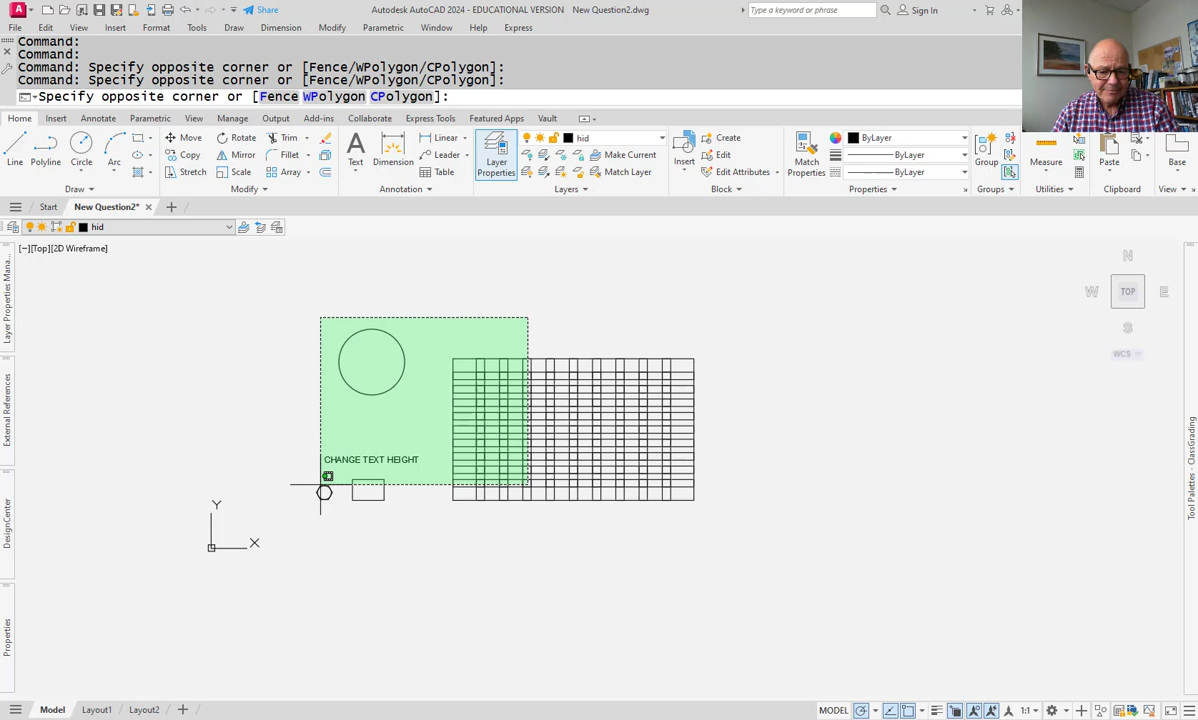 Share
Autodesk AutoCAD 2024 - EDUCATIONAL VERSION New Question2.dwg
Type a keyword or phrase
Sign In
File Edit View Insert Format Tools Draw Dimension Modify Parametric Window Help Express
Command:
Command:
Command: Specify opposite corner or [Fence/WPolygon/CPolygon]:
Command: Specify opposite corner or [Fence/WPolygon/CPolygon]:
Specify opposite corner or [Fence WPolygon CPolygon]:
Home Insert Annotate Parametric View Manage Output Add-ins Collaborate Express Tools Featured Apps Vault
Line Polyline Circle Arc
Draw
Move Rotate Trim
Copy Mirror Fillet
Stretch Scale Array
Modify
Text Dimension
Linear
Leader
Table
Annotation
Layer Properties
hid
Make Current
Match Layer
Layers
Insert
Create
Edit
Edit Attributes
Block
Match Properties
ByLayer
ByLayer
ByLayer
Properties
Group
Groups
Measure
Utilities
Paste
Clipboard
Base
View
Start New Question2*
hid
[−][Top][2D Wireframe]
Layer Properties Mana...
External References
DesignCenter
Properties
N
W TOP E
S
WCS
CHANGE TEXT HEIGHT
Y
X
Tool Palettes - ClassGrading
Model Layout1 Layout2
MODEL
1:1